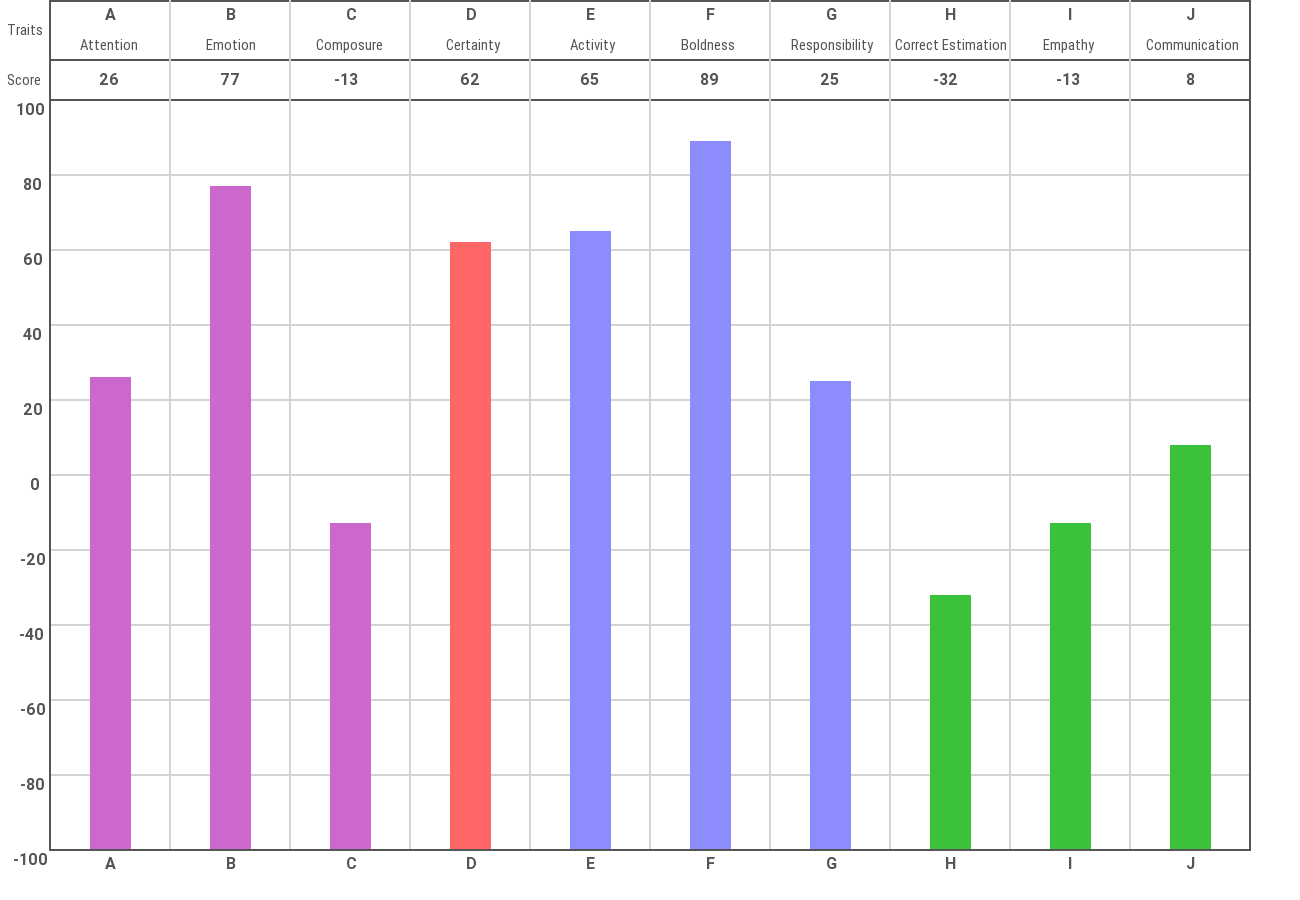 Traits
A B C D E F G H I J
Attention Emotion Composure Certainty Activity Boldness Responsibility Correct Estimation Empathy Communication
Score 26 77 -13 62 65 89 25 -32 -13 8
100
80
60
40
20
0
-20
-40
-60
-80
-100
A B C D E F G H I J